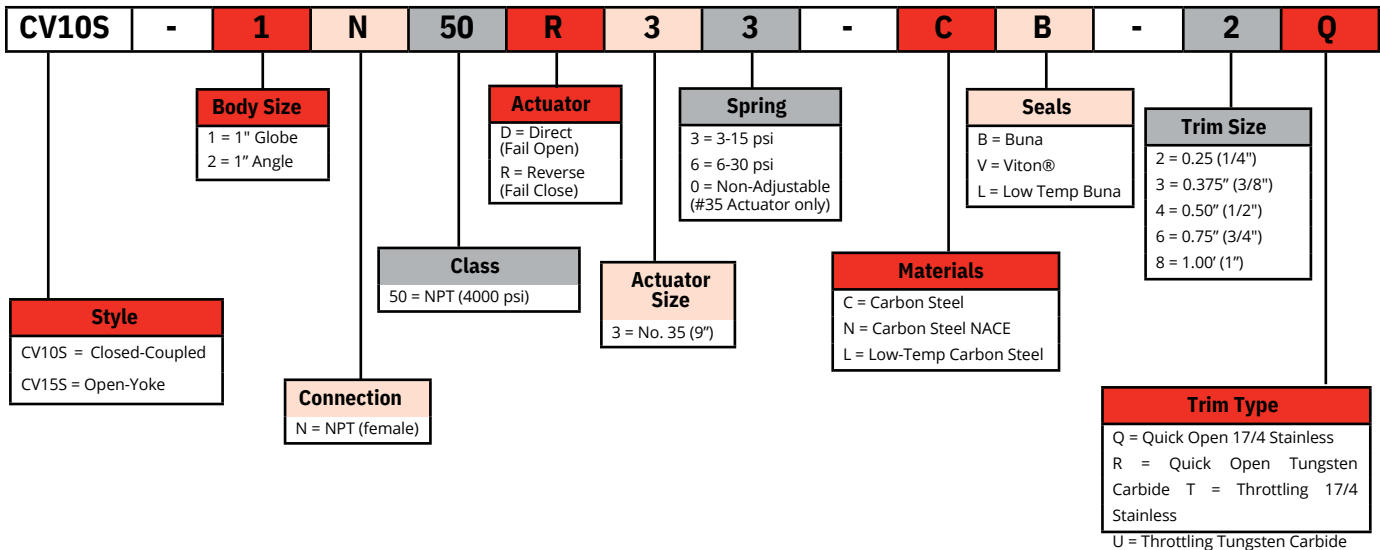 CV10S - 1 N 50 R 3 3 - C B - 2 Q
Body Size
1 = 1" Globe
2 = 1” Angle
Actuator
D = Direct
(Fail Open)
R = Reverse
(Fail Close)
Spring
3 = 3-15 psi
6 = 6-30 psi
0 = Non-Adjustable
(#35 Actuator only)
Seals
B = Buna
V = Viton®
L = Low Temp Buna
Trim Size
2 = 0.25 (1/4")
3 = 0.375” (3/8")
4 = 0.50” (1/2")
6 = 0.75” (3/4")
8 = 1.00’ (1”)
Class
50 = NPT (4000 psi)
Actuator
Size
3 = No. 35 (9”)
Materials
C = Carbon Steel
N = Carbon Steel NACE
L = Low-Temp Carbon Steel
Style
CV10S = Closed-Coupled
CV15S = Open-Yoke
Connection
N = NPT (female)
Trim Type
Q = Quick Open 17/4 Stainless
R = Quick Open Tungsten
Carbide T = Throttling 17/4
Stainless
U = Throttling Tungsten Carbide